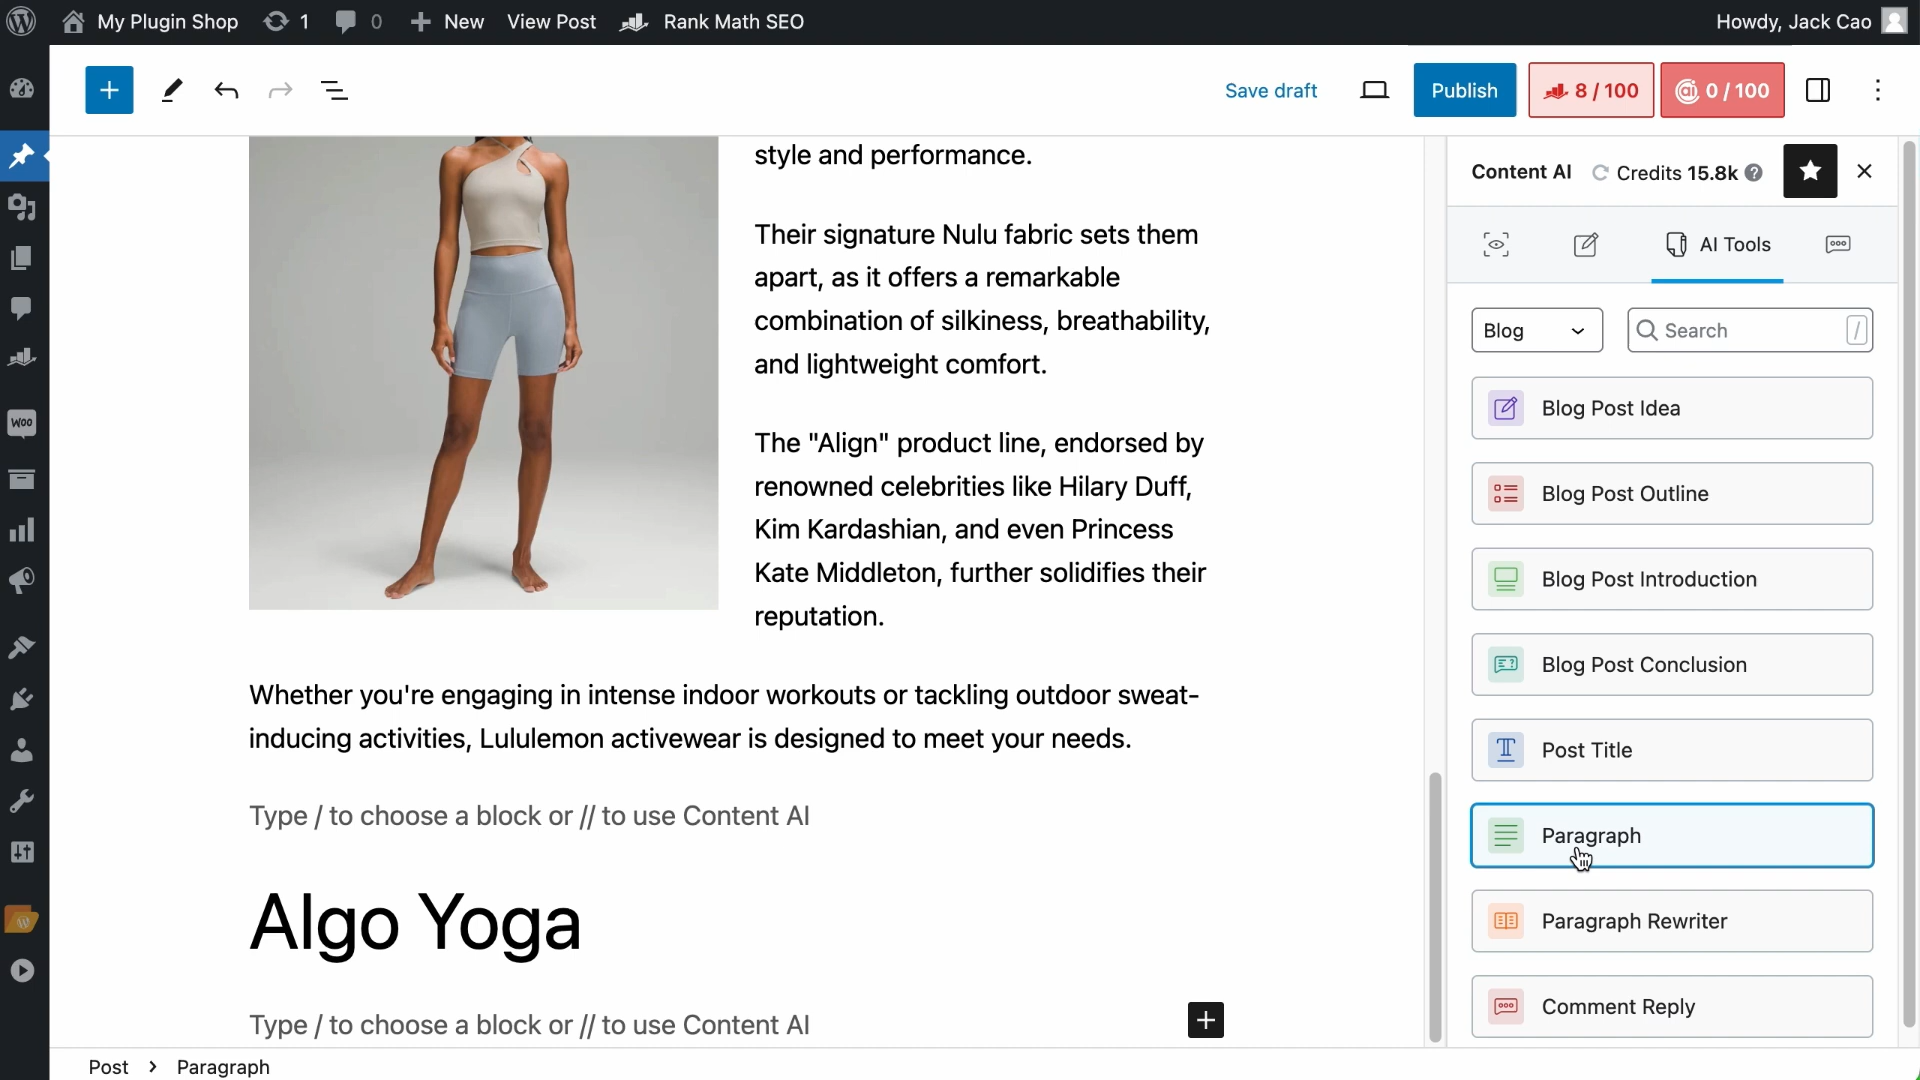 My Plugin Shop 1 0 New View Post Rank Math SEO Howdy, Jack Cao
Save draft Publish 8 / 100 0 / 100
WOO
style and performance.
Their signature Nulu fabric sets them
apart, as it offers a remarkable
combination of silkiness, breathability,
and lightweight comfort.
The "Align" product line, endorsed by
renowned celebrities like Hilary Duff,
Kim Kardashian, and even Princess
Kate Middleton, further solidifies their
reputation.
Whether you're engaging in intense indoor workouts or tackling outdoor sweat-
inducing activities, Lululemon activewear is designed to meet your needs.
Type / to choose a block or // to use Content AI
Algo Yoga
Type / to choose a block or // to use Content AI
Content AI Credits 15.8k ?
AI Tools
Blog Search /
Blog Post Idea
Blog Post Outline
Blog Post Introduction
Blog Post Conclusion
Post Title
Paragraph
Paragraph Rewriter
Comment Reply
Post › Paragraph